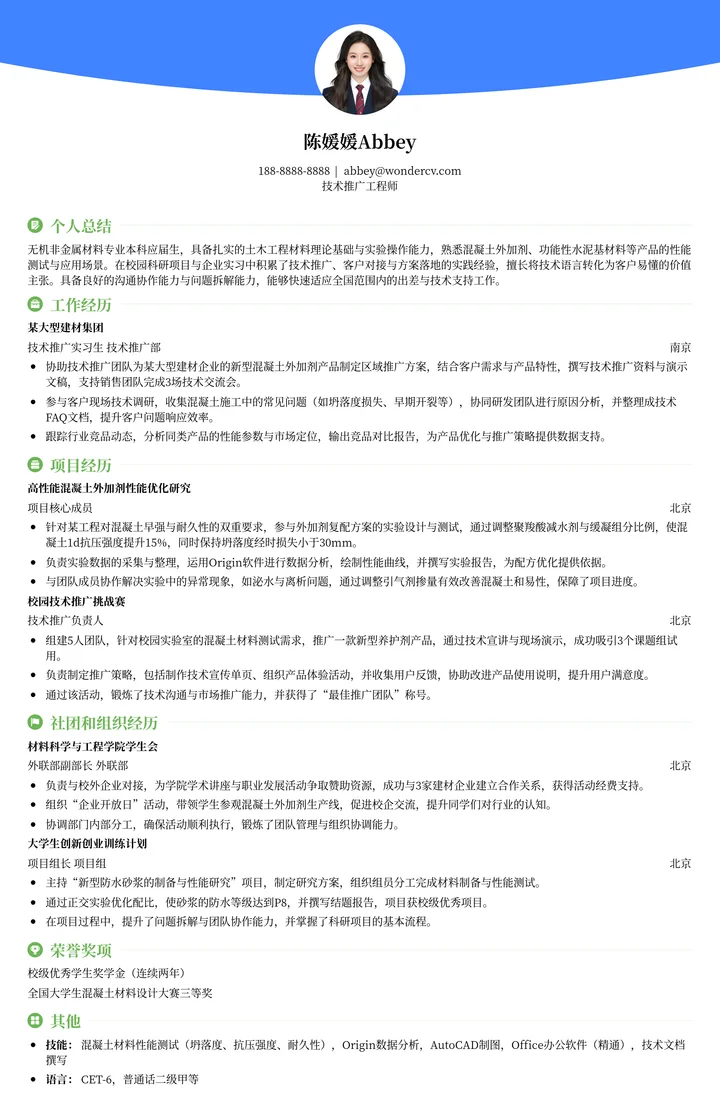 陈媛媛Abbey
188-8888-8888 | abbey@wondercv.com
技术推广工程师
个人总结
无机非金属材料专业本科应届生，具备扎实的土木工程材料理论基础与实验操作能力，熟悉混凝土外加剂、功能性水泥基材料等产品的性能
测试与应用场景。在校园科研项目与企业实习中积累了技术推广、客户对接与方案落地的实践经验，擅长将技术语言转化为客户易懂的价值
主张。具备良好的沟通协作能力与问题拆解能力，能够快速适应全国范围内的出差与技术支持工作。
工作经历
某大型建材集团
技术推广实习生 技术推广部 南京
• 协助技术推广团队为某大型建材企业的新型混凝土外加剂产品制定区域推广方案，结合客户需求与产品特性，撰写技术推广资料与演示
文稿，支持销售团队完成3场技术交流会。
• 参与客户现场技术调研，收集混凝土施工中的常见问题（如坍落度损失、早期开裂等），协同研发团队进行原因分析，并整理成技术
FAQ文档，提升客户问题响应效率。
• 跟踪行业竞品动态，分析同类产品的性能参数与市场定位，输出竞品对比报告，为产品优化与推广策略提供数据支持。
项目经历
高性能混凝土外加剂性能优化研究
项目核心成员 北京
• 针对某工程对混凝土早强与耐久性的双重要求，参与外加剂复配方案的实验设计与测试，通过调整聚羧酸减水剂与缓凝组分比例，使混
凝土1d抗压强度提升15%，同时保持坍落度经时损失小于30mm。
• 负责实验数据的采集与整理，运用Origin软件进行数据分析，绘制性能曲线，并撰写实验报告，为配方优化提供依据。
• 与团队成员协作解决实验中的异常现象，如泌水与离析问题，通过调整引气剂掺量有效改善混凝土和易性，保障了项目进度。
校园技术推广挑战赛
技术推广负责人 北京
• 组建5人团队，针对校园实验室的混凝土材料测试需求，推广一款新型养护剂产品，通过技术宣讲与现场演示，成功吸引3个课题组试
用。
• 负责制定推广策略，包括制作技术宣传单页、组织产品体验活动，并收集用户反馈，协助改进产品使用说明，提升用户满意度。
• 通过该活动，锻炼了技术沟通与市场推广能力，并获得了“最佳推广团队”称号。
社团和组织经历
材料科学与工程学院学生会
外联部副部长 外联部 北京
• 负责与校外企业对接，为学院学术讲座与职业发展活动争取赞助资源，成功与3家建材企业建立合作关系，获得活动经费支持。
• 组织“企业开放日”活动，带领学生参观混凝土外加剂生产线，促进校企交流，提升同学们对行业的认知。
• 协调部门内部分工，确保活动顺利执行，锻炼了团队管理与组织协调能力。
大学生创新创业训练计划
项目组长 项目组 北京
• 主持“新型防水砂浆的制备与性能研究”项目，制定研究方案，组织组员分工完成材料制备与性能测试。
• 通过正交实验优化配比，使砂浆的防水等级达到P8，并撰写结题报告，项目获校级优秀项目。
• 在项目过程中，提升了问题拆解与团队协作能力，并掌握了科研项目的基本流程。
荣誉奖项
校级优秀学生奖学金（连续两年）
全国大学生混凝土材料设计大赛三等奖
其他
• 技能： 混凝土材料性能测试（坍落度、抗压强度、耐久性），Origin数据分析，AutoCAD制图，Office办公软件（精通），技术文档
撰写
• 语言： CET-6，普通话二级甲等